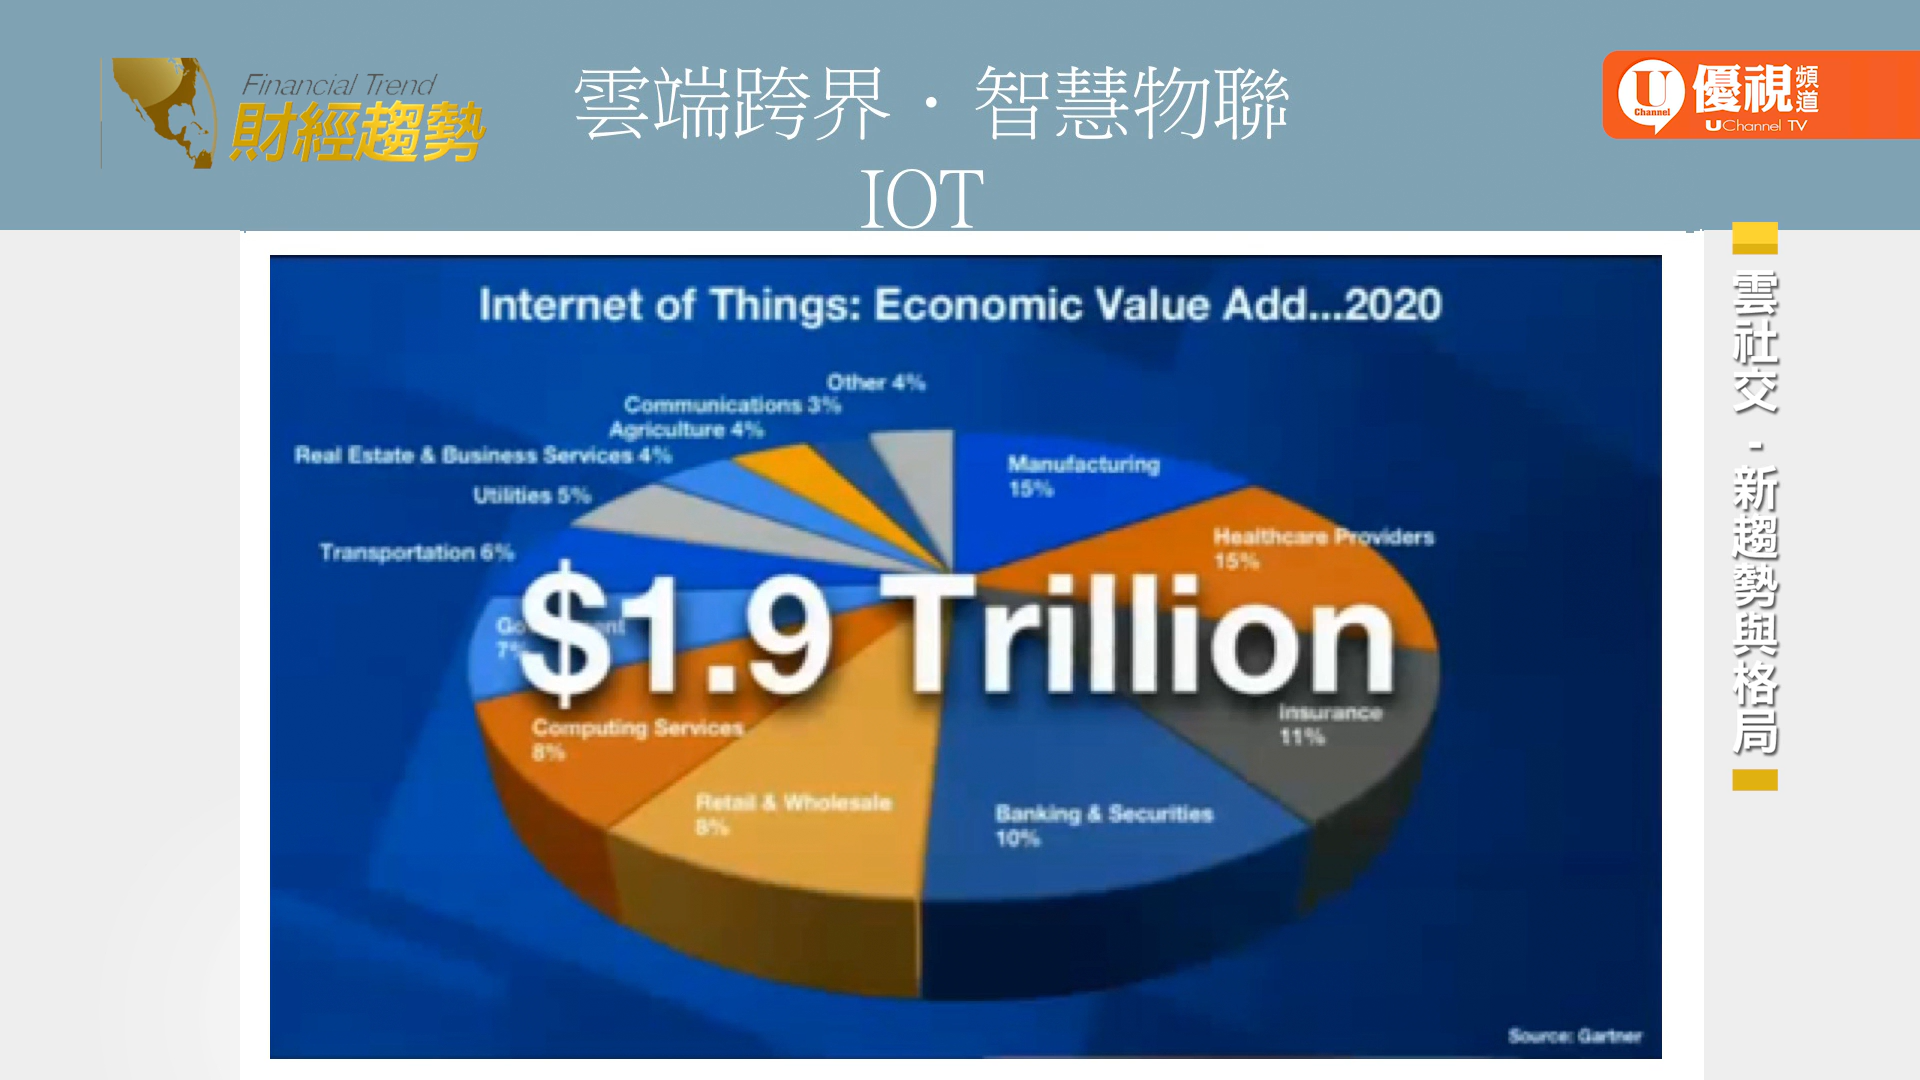 Financial Trend
財經趨勢
雲端跨界・智慧物聯
IOT
U
Channel
優視頻道
UChannel TV
雲社交-新趨勢與格局
Internet of Things: Economic Value Add...2020
Other 4%
Communications 3%
Agriculture 4%
Real Estate & Business Services 4%
Utilities 5%
Transportation 6%
Manufacturing
15%
Healthcare Providers
15%
$1.9 Trillion
7%
Insurance
11%
Computing Services
8%
Retail & Wholesale
8%
Banking & Securities
10%
Source: Gartner